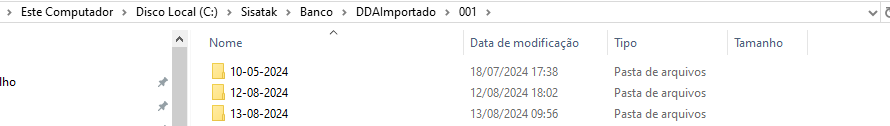 Este Computador > Disco Local (C:) > Sisatak > Banco > DDAImportado > 001 >
Nome Data de modificação Tipo Tamanho
lho
10-05-2024 18/07/2024 17:38 Pasta de arquivos
12-08-2024 12/08/2024 18:02 Pasta de arquivos
13-08-2024 13/08/2024 09:56 Pasta de arquivos